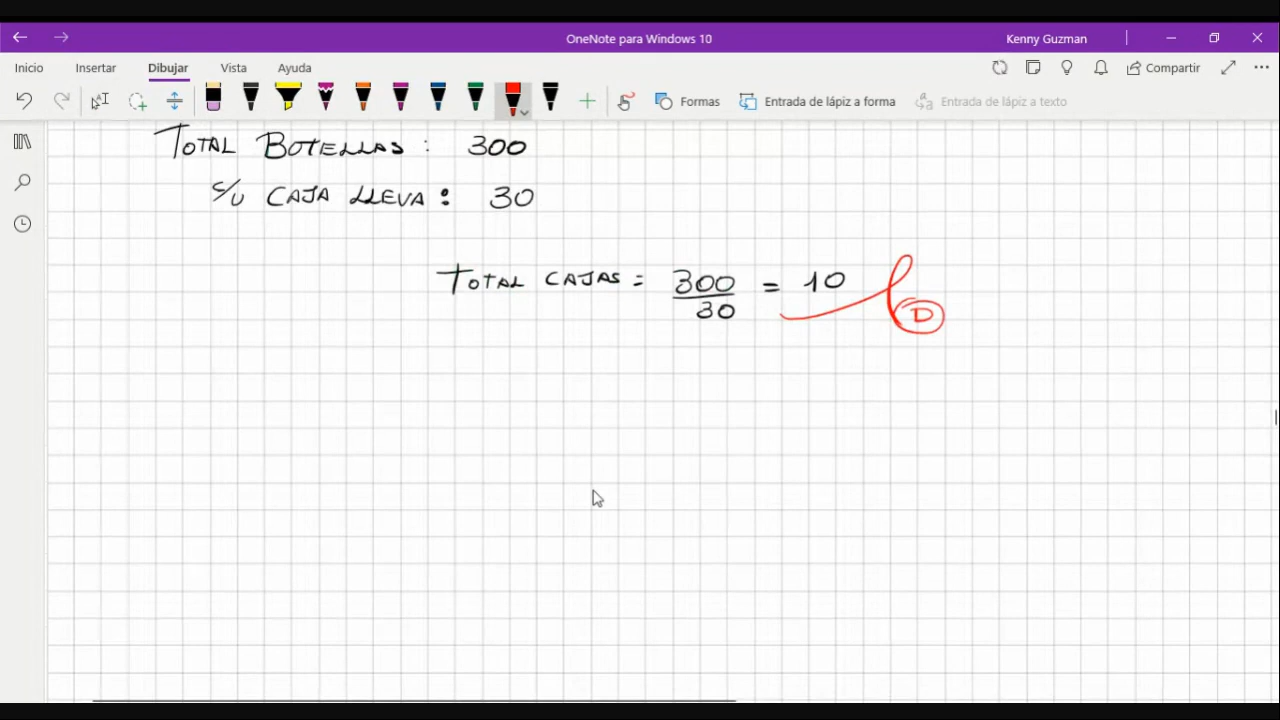 OneNote para Windows 10
Kenny Guzman
Inicio Insertar Dibujar Vista Ayuda
Compartir
Formas Entrada de lápiz a forma Entrada de lápiz a texto
TOTAL BOTELLAS : 300
c/u CAJA LLEVA : 30
TOTAL CAJAS = 300/30 = 10
D